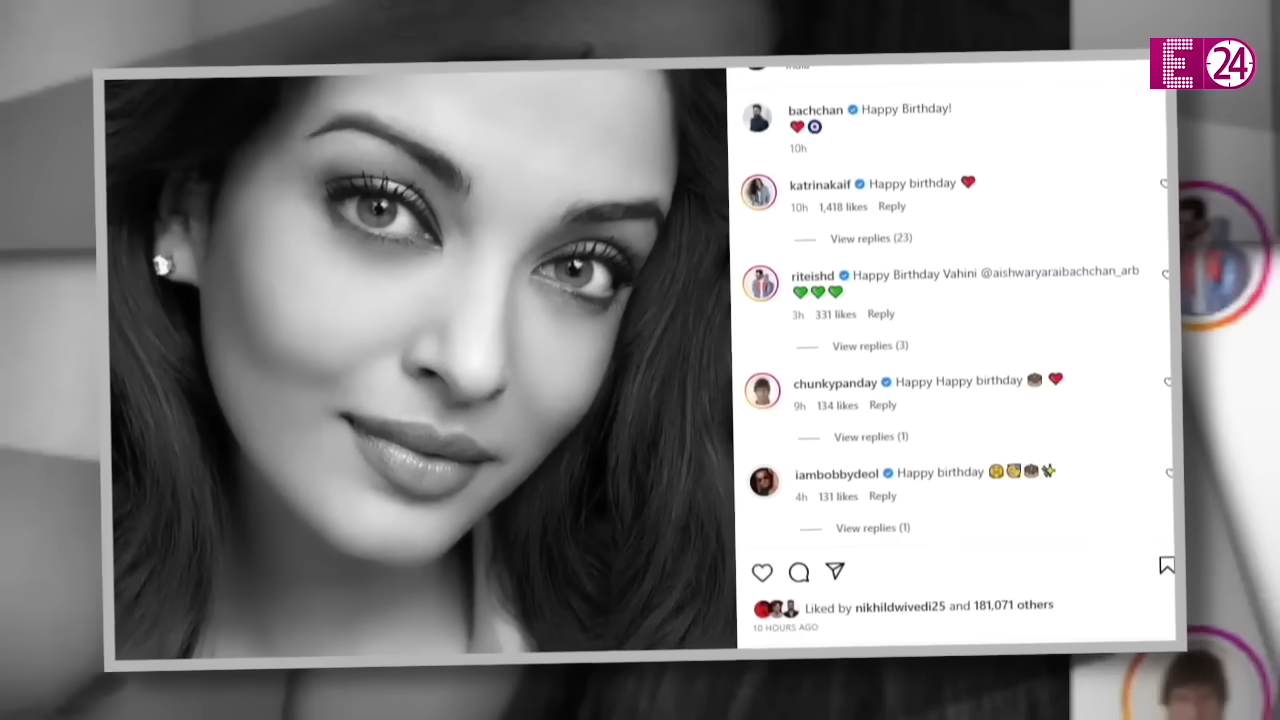 E 24
bachchan Happy Birthday!
❤️🧿
10h
katrinakaif Happy birthday ❤️
10h 1,418 likes Reply
View replies (23)
riteishd Happy Birthday Vahini @aishwaryaraibachchan_arb
💚💚💚
3h 331 likes Reply
View replies (3)
chunkypanday Happy Happy birthday 🎂 ❤️
9h 134 likes Reply
View replies (1)
iambobbydeol Happy birthday
4h 131 likes Reply
View replies (1)
Liked by nikhildwivedi25 and 181,071 others
10 HOURS AGO